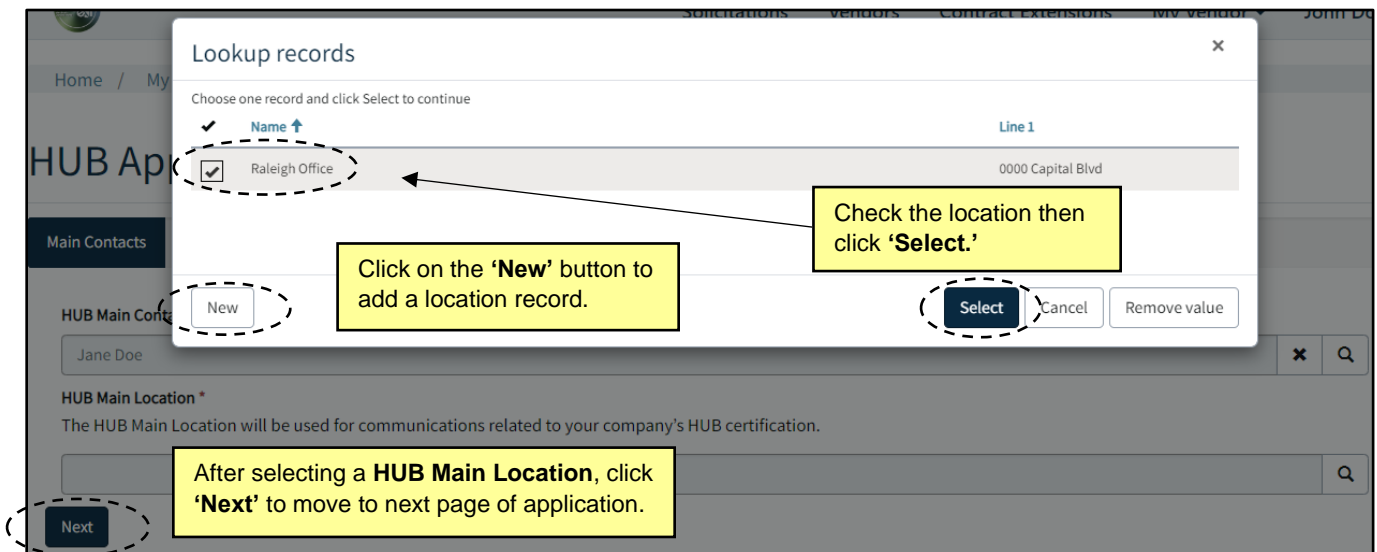 Solicitations Vendors Contract Extensions My Vendor John Do
Lookup records
×
Home / My
Choose one record and click Select to continue
Name
Line 1
HUB Ap
Raleigh Office
0000 Capital Blvd
Check the location then
click ‘Select.’
Main Contacts
Click on the ‘New’ button to
add a location record.
New
Select
Cancel
Remove value
HUB Main Conta
Jane Doe
HUB Main Location *
The HUB Main Location will be used for communications related to your company’s HUB certification.
After selecting a HUB Main Location, click
‘Next’ to move to next page of application.
Next